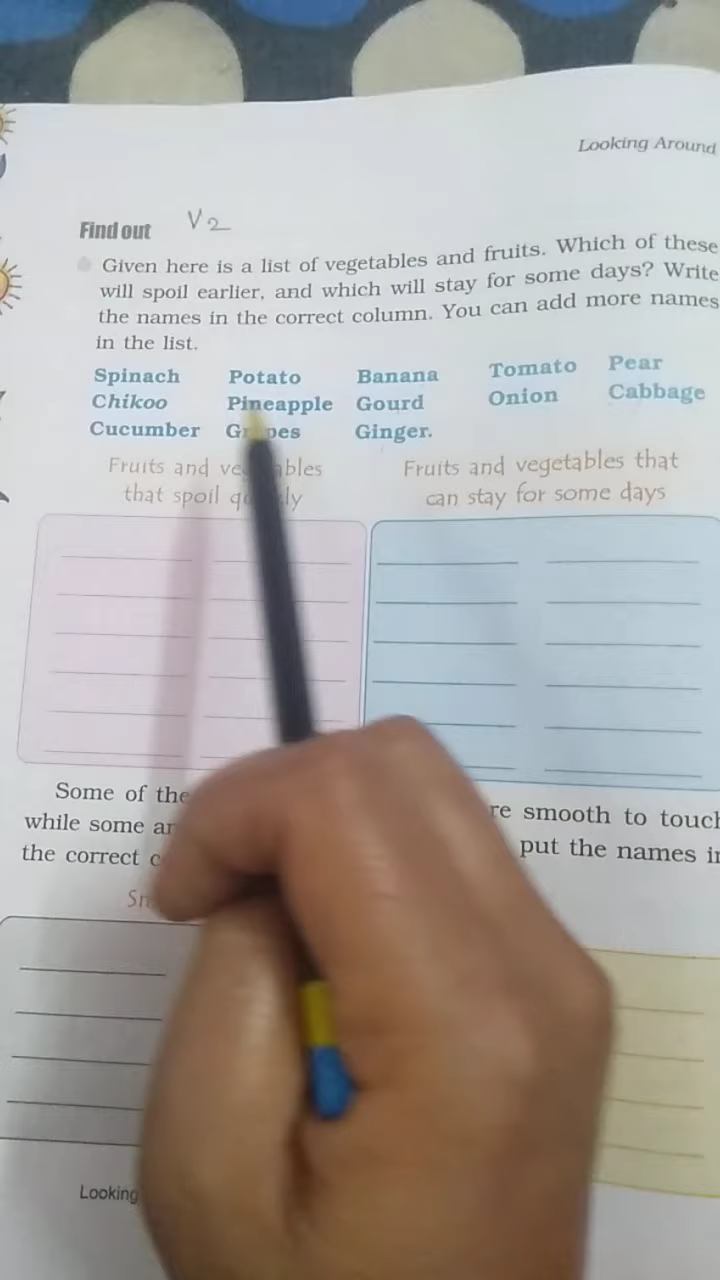 Looking Around
Find out V2
Given here is a list of vegetables and fruits. Which of these
will spoil earlier, and which will stay for some days? Write
the names in the correct column. You can add more names
in the list.
Spinach Potato Banana Tomato Pear
Chikoo Pineapple Gourd Onion Cabbage
Cucumber Grapes Ginger.
Fruits and vegetables Fruits and vegetables that
that spoil quickly can stay for some days
Some of the re smooth to touch
while some ar
the correct c put the names in
Looking